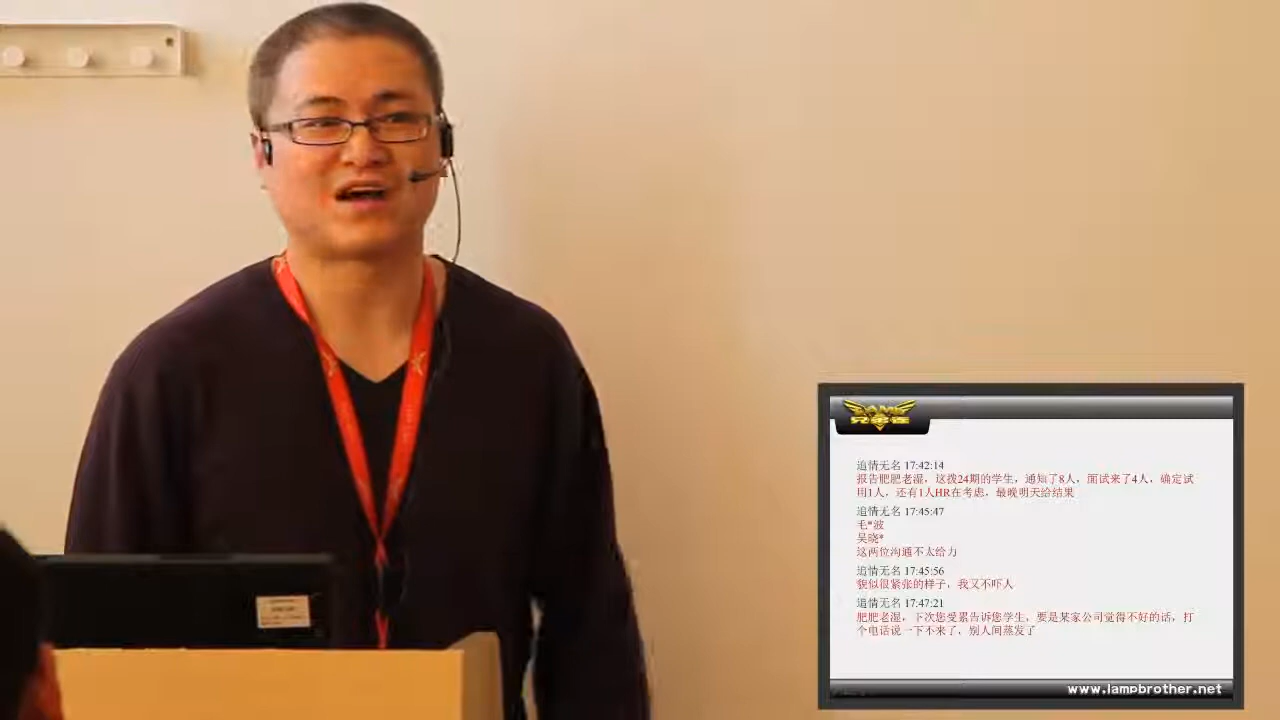 LAMP
兄弟连
追情无名 17:42:14
报告肥肥老湿，这拨24期的学生，通知了8人，面试来了4人，确定试
用1人，还有1人HR在考虑，最晚明天给结果
追情无名 17:45:47
毛*波
吴晓*
这两位沟通不太给力
追情无名 17:45:56
貌似很紧张的样子，我又不吓人
追情无名 17:47:21
肥肥老湿，下次您受累告诉您学生，要是某家公司觉得不好的话，打
个电话说一下不来了，别人间蒸发了
www.lampbrother.net